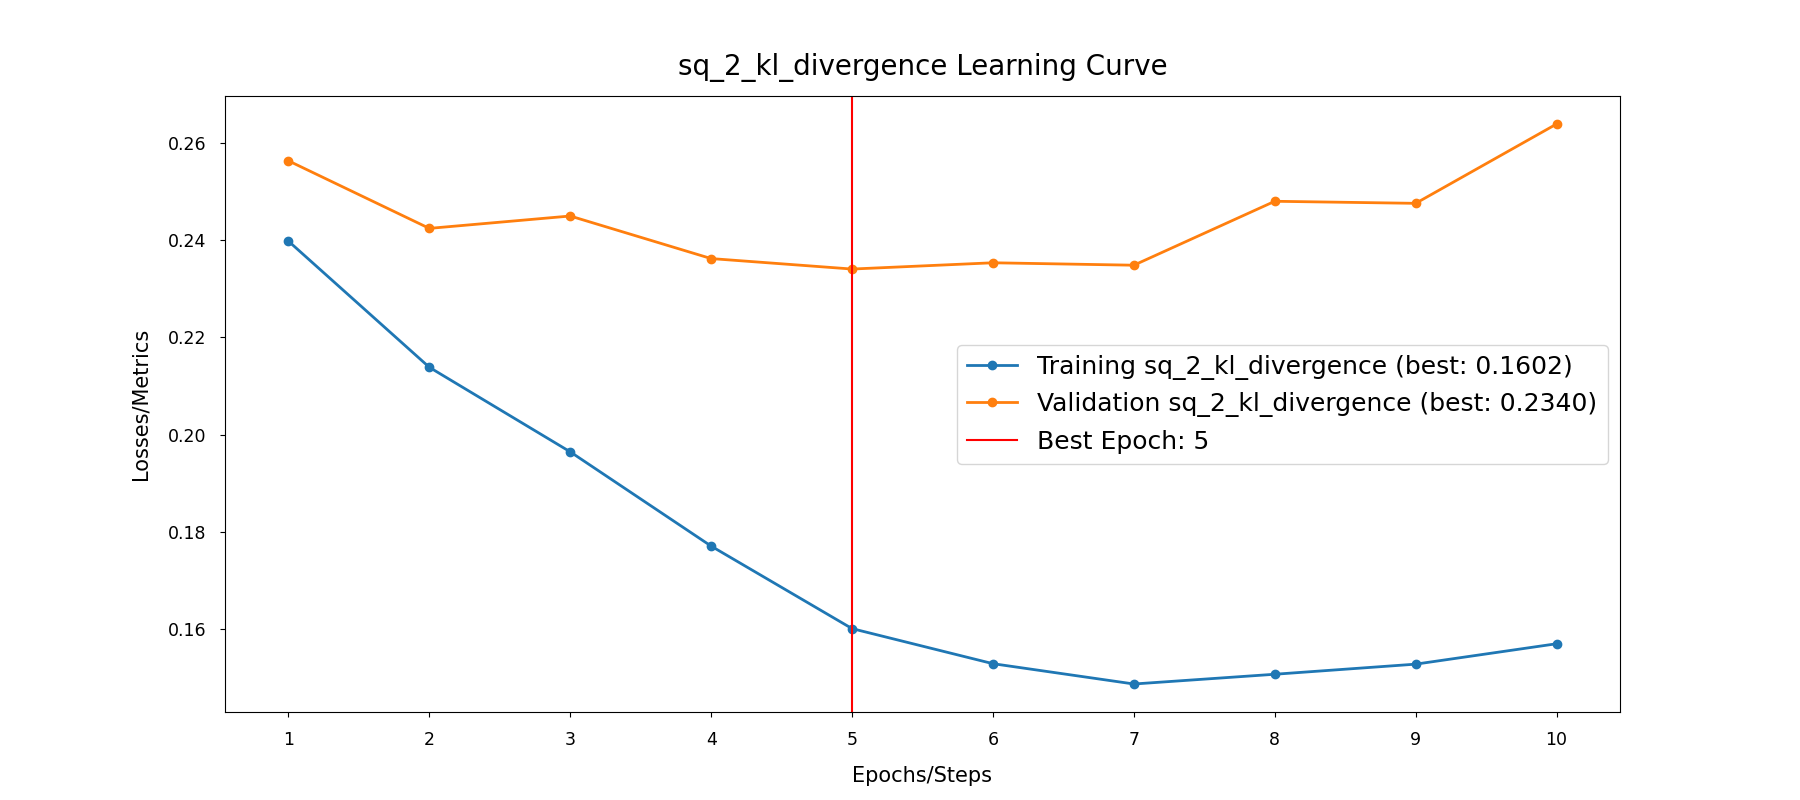 sq_2_kl_divergence Learning Curve
Losses/Metrics
0.26
0.24
0.22
0.20
0.18
0.16
Training sq_2_kl_divergence (best: 0.1602)
Validation sq_2_kl_divergence (best: 0.2340)
Best Epoch: 5
1 2 3 4 5 6 7 8 9 10
Epochs/Steps